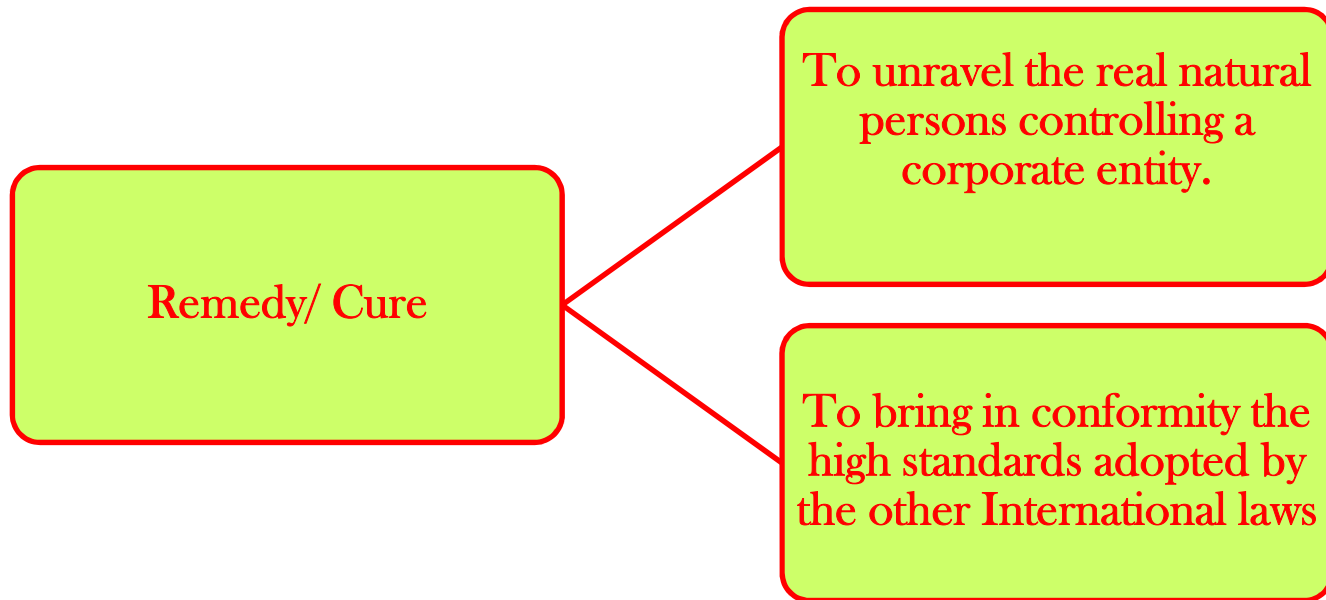 Remedy/ Cure
To unravel the real natural
persons controlling a
corporate entity.
To bring in conformity the
high standards adopted by
the other International laws